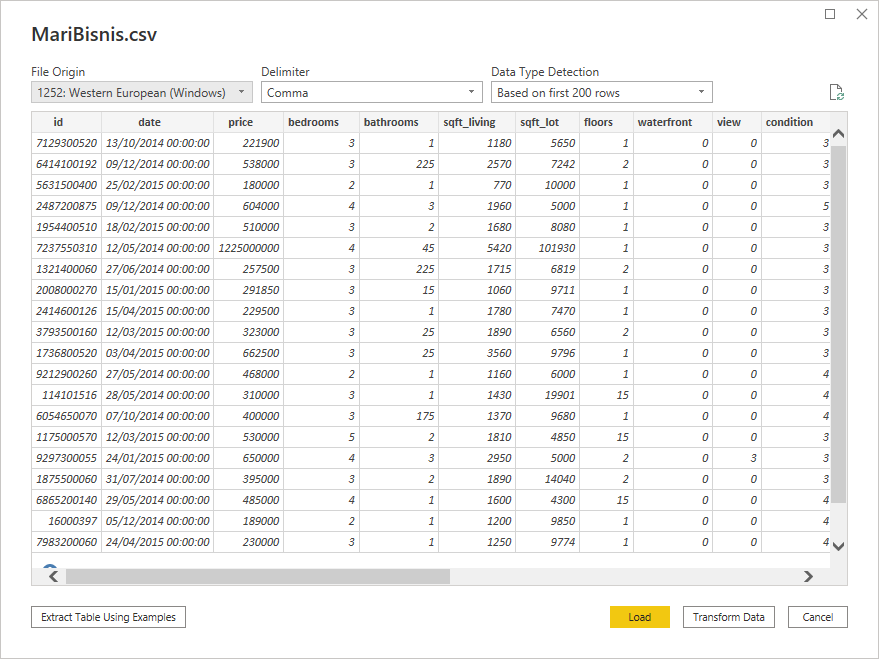 MariBisnis.csv
File Origin Delimiter Data Type Detection
1252: Western European (Windows) Comma Based on first 200 rows
id date price bedrooms bathrooms sqft_living sqft_lot floors waterfront view condition
7129300520 13/10/2014 00:00:00 221900 3 1 1180 5650 1 0 0 3
6414100192 09/12/2014 00:00:00 538000 3 225 2570 7242 2 0 0 3
5631500400 25/02/2015 00:00:00 180000 2 1 770 10000 1 0 0 3
2487200875 09/12/2014 00:00:00 604000 4 3 1960 5000 1 0 0 5
1954400510 18/02/2015 00:00:00 510000 3 2 1680 8080 1 0 0 3
7237550310 12/05/2014 00:00:00 1225000000 4 45 5420 101930 1 0 0 3
1321400060 27/06/2014 00:00:00 257500 3 225 1715 6819 2 0 0 3
2008000270 15/01/2015 00:00:00 291850 3 15 1060 9711 1 0 0 3
2414600126 15/04/2015 00:00:00 229500 3 1 1780 7470 1 0 0 3
3793500160 12/03/2015 00:00:00 323000 3 25 1890 6560 2 0 0 3
1736800520 03/04/2015 00:00:00 662500 3 25 3560 9796 1 0 0 3
9212900260 27/05/2014 00:00:00 468000 2 1 1160 6000 1 0 0 4
114101516 28/05/2014 00:00:00 310000 3 1 1430 19901 15 0 0 4
6054650070 07/10/2014 00:00:00 400000 3 175 1370 9680 1 0 0 4
1175000570 12/03/2015 00:00:00 530000 5 2 1810 4850 15 0 0 3
9297300055 24/01/2015 00:00:00 650000 4 3 2950 5000 2 0 3 3
1875500060 31/07/2014 00:00:00 395000 3 2 1890 14040 2 0 0 3
6865200140 29/05/2014 00:00:00 485000 4 1 1600 4300 15 0 0 4
16000397 05/12/2014 00:00:00 189000 2 1 1200 9850 1 0 0 4
7983200060 24/04/2015 00:00:00 230000 3 1 1250 9774 1 0 0 4
Extract Table Using Examples Load Transform Data Cancel